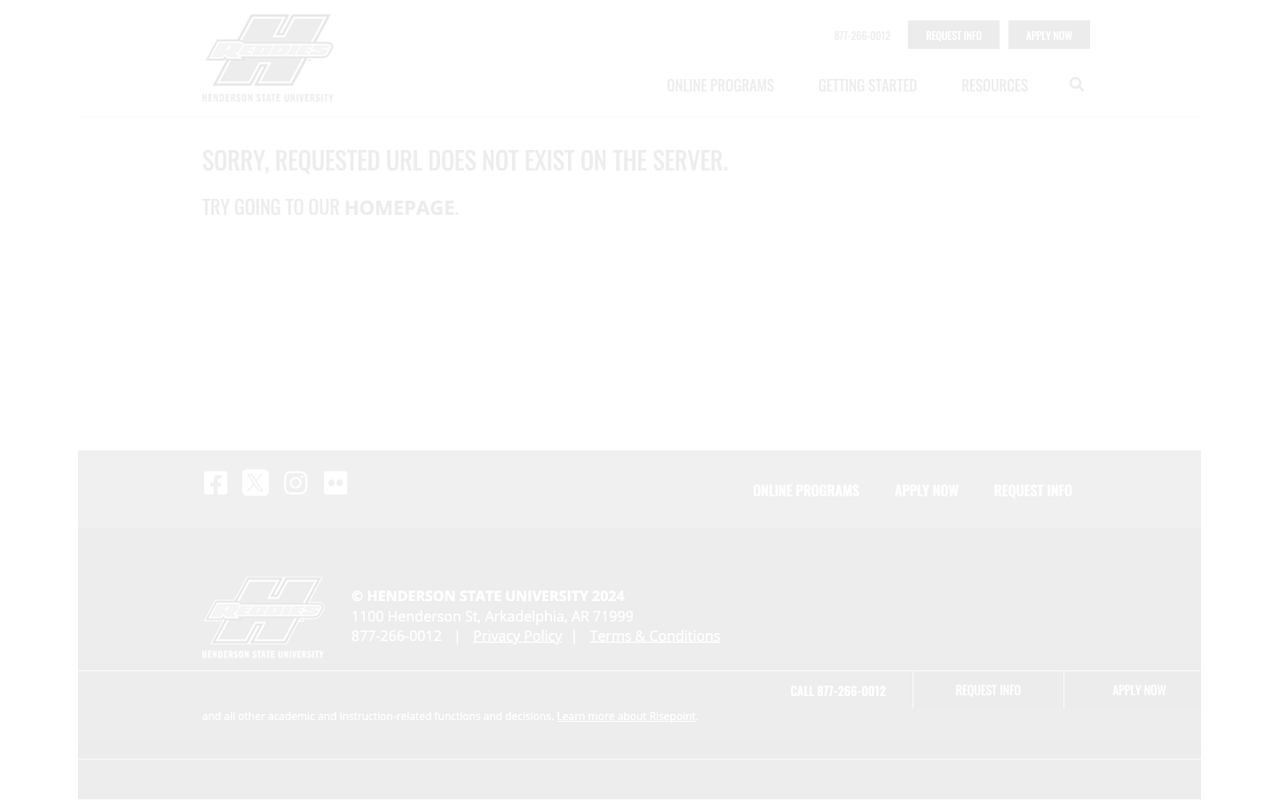 REDDIES
HENDERSON STATE UNIVERSITY
877-266-0012
REQUEST INFO
APPLY NOW
ONLINE PROGRAMS
GETTING STARTED
RESOURCES
SORRY, REQUESTED URL DOES NOT EXIST ON THE SERVER.
TRY GOING TO OUR HOMEPAGE.
ONLINE PROGRAMS
APPLY NOW
REQUEST INFO
REDDIES
HENDERSON STATE UNIVERSITY
© HENDERSON STATE UNIVERSITY 2024
1100 Henderson St, Arkadelphia, AR 71999
877-266-0012 | Privacy Policy | Terms & Conditions
CALL 877-266-0012
REQUEST INFO
APPLY NOW
and all other academic and instruction-related functions and decisions. Learn more about Risepoint.